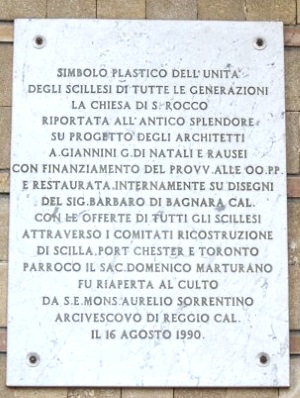 SIMBOLO PLASTICO DELL'UNITA'
DEGLI SCILLESI DI TUTTE LE GENERAZIONI
LA CHIESA DI S. ROCCO
RIPORTATA ALL'ANTICO SPLENDORE
SU PROGETTO DEGLI ARCHITETTI
A.GIANNINI G.DI NATALI E RAUSEI
CON FINANZIAMENTO DEL PROVV. ALLE OO.PP.
E RESTAURATA INTERNAMENTE SU DISEGNI
DEL SIG. BARBARO DI BAGNARA CAL.
CON LE OFFERTE DI TUTTI GLI SCILLESI
ATTRAVERSO I COMITATI RICOSTRUZIONE
DI SCILLA. PORT CHESTER E TORONTO
PARROCO IL SAC. DOMENICO MARTURANO
FU RIAPERTA AL CULTO
DA S.E.MONS. AURELIO SORRENTINO
ARCIVESCOVO DI REGGIO CAL.
IL 16 AGOSTO 1990.